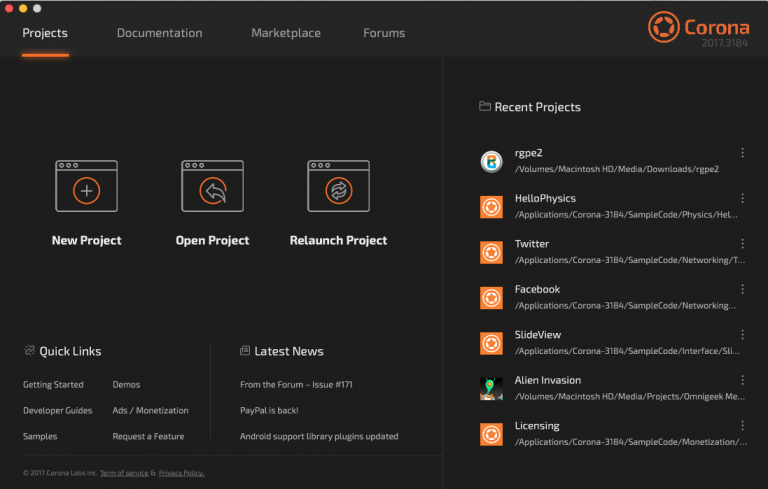 Projects
Documentation
Marketplace
Forums
Corona
2017.3184
New Project
Open Project
Relaunch Project
Quick Links
Getting Started
Demos
Developer Guides
Ads / Monetization
Samples
Request a Feature
Latest News
From the Forum – Issue #171
PayPal is back!
Android support library plugins updated
© 2017 Corona Labs Inc. Term of service & Privacy Policy.
Recent Projects
rgpe2
/Volumes/Macintosh HD/Media/Downloads/rgpe2
HelloPhysics
/Applications/Corona-3184/SampleCode/Physics/Hel...
Twitter
/Applications/Corona-3184/SampleCode/Networking/T...
Facebook
/Applications/Corona-3184/SampleCode/Networking...
SlideView
/Applications/Corona-3184/SampleCode/Interface/Sli...
Alien Invasion
/Volumes/Macintosh HD/Media/Projects/Omnigeek Me...
Licensing
/Applications/Corona-3184/SampleCode/Monetization/...